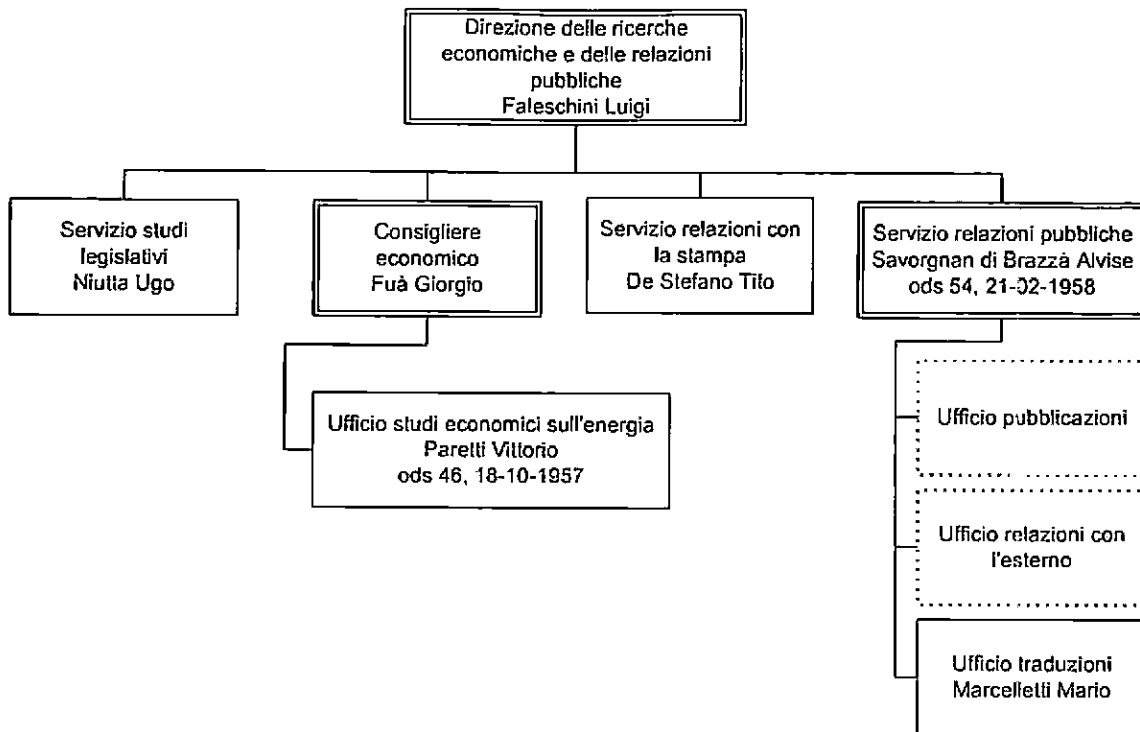 Direzione delle ricerche
economiche e delle relazioni
pubbliche
Faleschini Luigi
Servizio studi
legislativi
Niutta Ugo
Consigliere
economico
Fuà Giorgio
Servizio relazioni con
la stampa
De Stefano Tito
Servizio relazioni pubbliche
Savorgnan di Brazzà Alvise
ods 54, 21-02-1958
Ufficio studi economici sull'energia
Paretti Vittorio
ods 46, 18-10-1957
Ufficio pubblicazioni
Ufficio relazioni con
l'esterno
Ufficio traduzioni
Marcelletti Mario